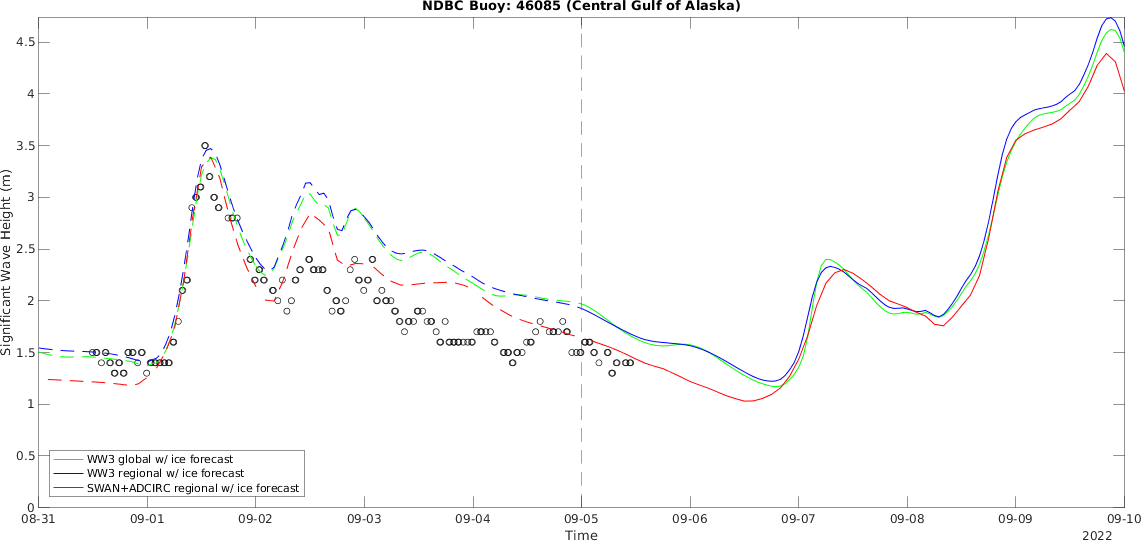 NDBC Buoy: 46085 (Central Gulf of Alaska)
Significant Wave Height (m)
4.5
4
3.5
3
2.5
2
1.5
1
0.5
0
WW3 global w/ ice forecast
WW3 regional w/ ice forecast
SWAN+ADCIRC regional w/ ice forecast
08-31 09-01 09-02 09-03 09-04 09-05 09-06 09-07 09-08 09-09 09-10
Time
2022